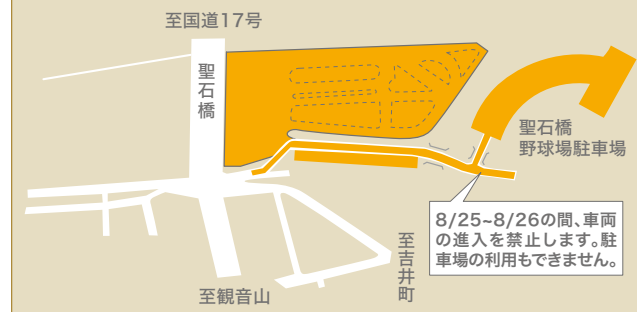 至国道17号
聖石橋
聖石橋
野球場駐車場
8/25~8/26の間、車両
の進入を禁止します。駐
車場の利用もできません。
至吉井町
至観音山